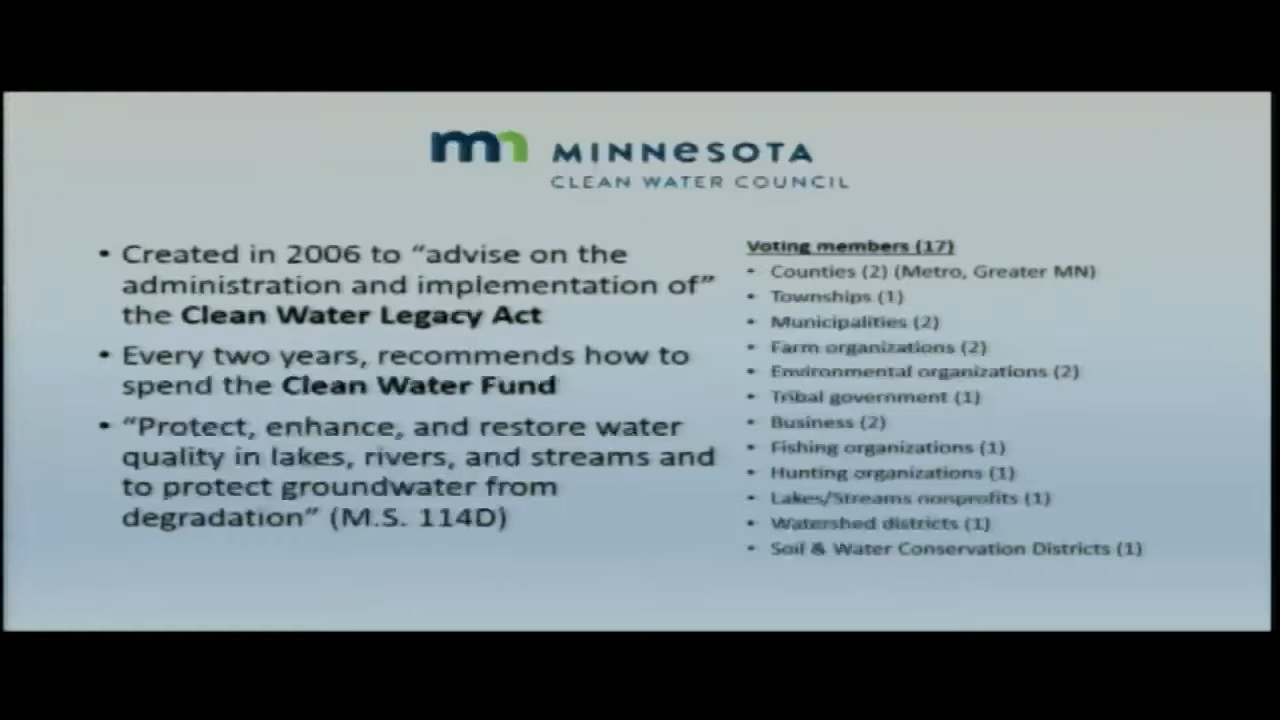 mn MINNESOTA
CLEAN WATER COUNCIL
• Created in 2006 to “advise on the
administration and implementation of”
the Clean Water Legacy Act
• Every two years, recommends how to
spend the Clean Water Fund
• “Protect, enhance, and restore water
quality in lakes, rivers, and streams and
to protect groundwater from
degradation” (M.S. 114D)
Voting members (17)
• Counties (2) (Metro, Greater MN)
• Townships (1)
• Municipalities (2)
• Farm organizations (2)
• Environmental organizations (2)
• Tribal government (1)
• Business (2)
• Fishing organizations (1)
• Hunting organizations (1)
• Lakes/Streams nonprofits (1)
• Watershed districts (1)
• Soil & Water Conservation Districts (1)